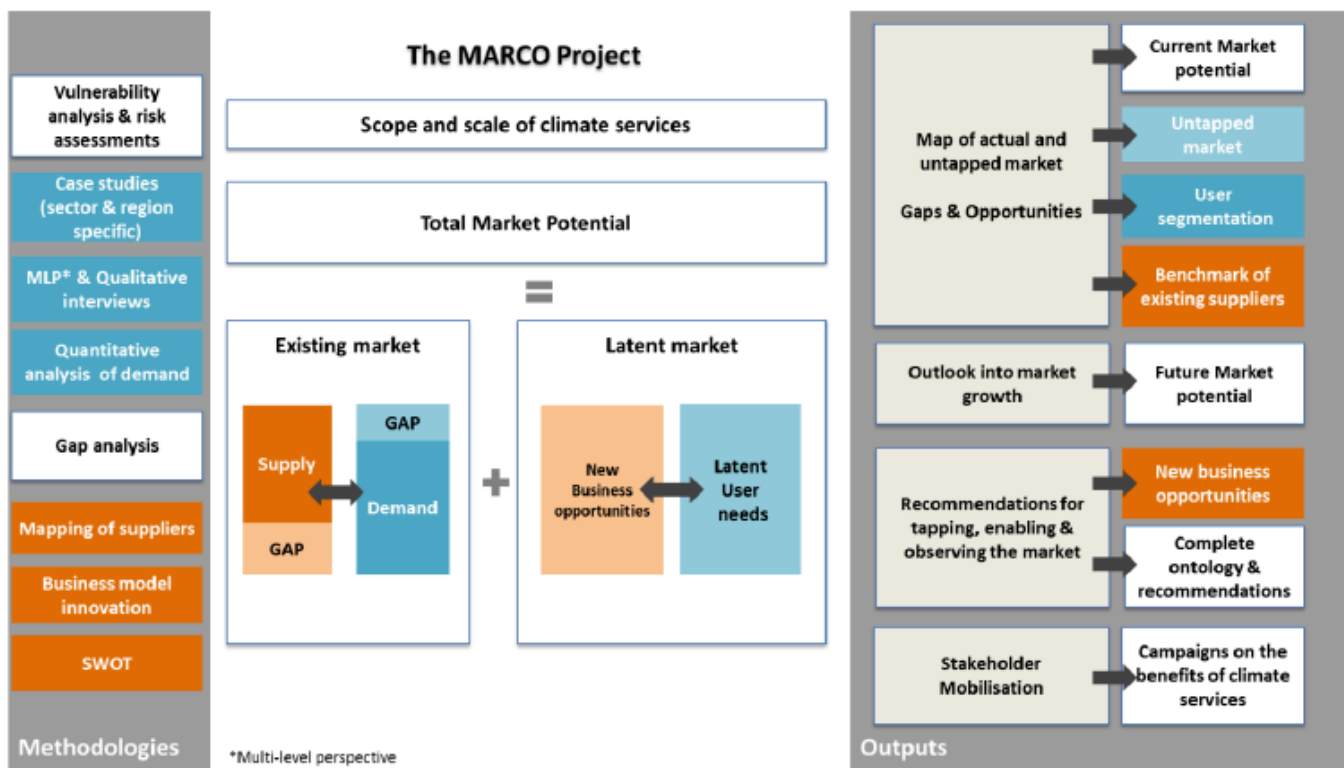 The MARCO Project
Vulnerability
analysis & risk
assessments
Case studies
(sector & region
specific)
MLP* & Qualitative
interviews
Quantitative
analysis of demand
Gap analysis
Mapping of suppliers
Business model
innovation
SWOT
Methodologies
Scope and scale of climate services
Total Market Potential
=
Existing market
Supply
GAP
GAP
Demand
+
Latent market
New
Business
opportunities
Latent
User
needs
*Multi-level perspective
Map of actual and
untapped market
Gaps & Opportunities
Current Market
potential
Untapped
market
User
segmentation
Benchmark of
existing suppliers
Outlook into market
growth
Future Market
potential
Recommendations for
tapping, enabling &
observing the market
New business
opportunities
Complete
ontology &
recommendations
Stakeholder
Mobilisation
Campaigns on the
benefits of climate
services
Outputs